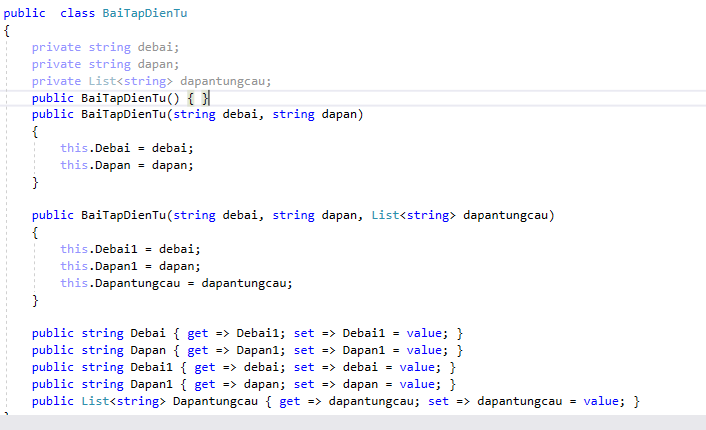 public  class BaiTapDienTu
{
    private string debai;
    private string dapan;
    private List<string> dapantungcau;
    public BaiTapDienTu() { }
    public BaiTapDienTu(string debai, string dapan)
    {
        this.Debai = debai;
        this.Dapan = dapan;
    }

    public BaiTapDienTu(string debai, string dapan, List<string> dapantungcau)
    {
        this.Debai1 = debai;
        this.Dapan1 = dapan;
        this.Dapantungcau = dapantungcau;
    }

    public string Debai { get => Debai1; set => Debai1 = value; }
    public string Dapan { get => Dapan1; set => Dapan1 = value; }
    public string Debai1 { get => debai; set => debai = value; }
    public string Dapan1 { get => dapan; set => dapan = value; }
    public List<string> Dapantungcau { get => dapantungcau; set => dapantungcau = value; }